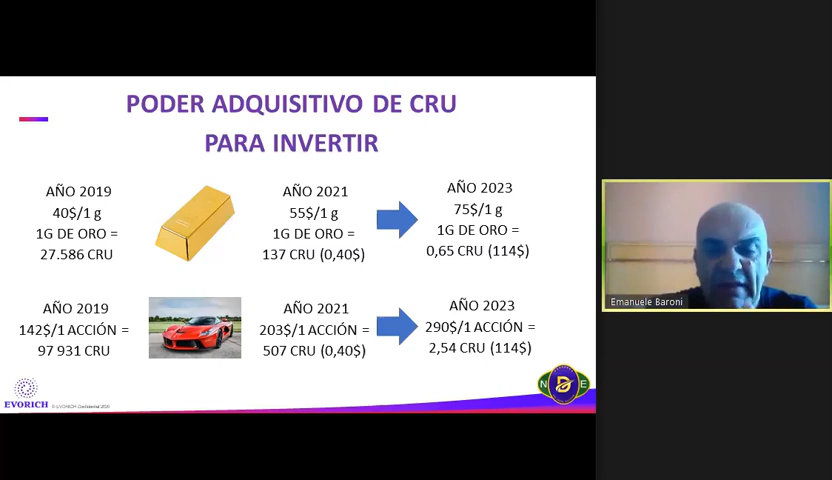 PODER ADQUISITIVO DE CRU
PARA INVERTIR
AÑO 2019
40$/1 g
1G DE ORO =
27.586 CRU
AÑO 2021
55$/1 g
1G DE ORO =
137 CRU (0,40$)
AÑO 2023
75$/1 g
1G DE ORO =
0,65 CRU (114$)
AÑO 2019
142$/1 ACCIÓN =
97 931 CRU
AÑO 2021
203$/1 ACCIÓN =
507 CRU (0,40$)
AÑO 2023
290$/1 ACCIÓN =
2,54 CRU (114$)
EVORICH
N D E
Emanuele Baroni